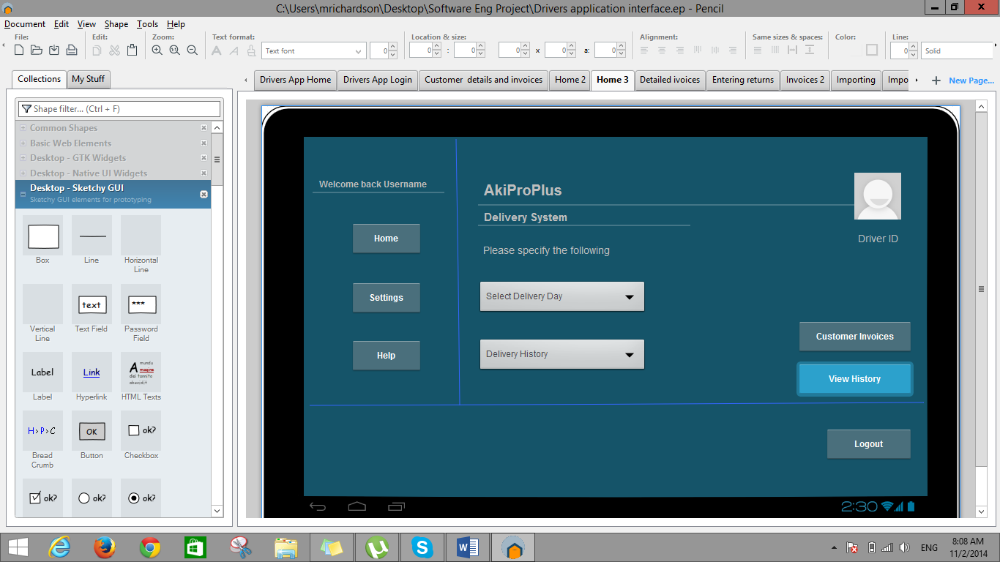 C:\Users\mrichardson\Desktop\Software Eng Project\Drivers application interface.ep - Pencil
Document Edit View Shape Tools Help
File: Edit: Zoom: Text format: Location & size: Alignment: Same sizes & spaces: Color: Line:
Text font 0 0 : 0 0 x 0 a: 0 0 Solid
Collections My Stuff
Drivers App Home Drivers App Login Customer details and invoices Home 2 Home 3 Detailed ivoices Entering returns Invoices 2 Importing Impo New Page...
Shape filter... (Ctrl + F)
Common Shapes
Basic Web Elements
Desktop - GTK Widgets
Desktop - Native UI Widgets
Desktop - Sketchy GUI
Sketchy GUI elements for prototyping
Box Line Horizontal
Line
text ***
Vertical Text Field Password
Line Field
Label Link A mundu
magine
dei tannito
abucidit
Label Hyperlink HTML Texts
H>P>C OK ok?
Bread Button Checkbox
Crumb
ok? ok? ok?
Welcome back Username
Home
Settings
Help
AkiProPlus
Delivery System
Please specify the following
Select Delivery Day
Delivery History
Driver ID
Customer Invoices
View History
Logout
2:30
ENG
8:08 AM
11/2/2014